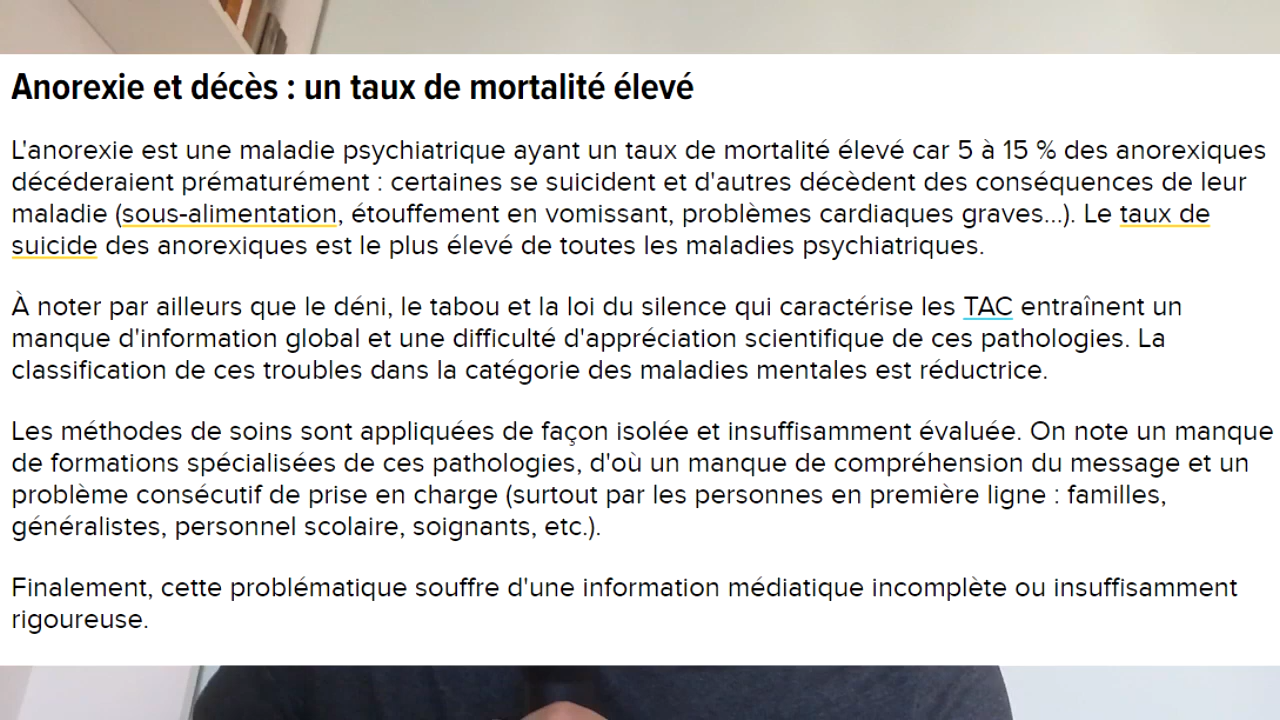 Anorexie et décès : un taux de mortalité élevé
L'anorexie est une maladie psychiatrique ayant un taux de mortalité élevé car 5 à 15 % des anorexiques
décéderaient prématurément : certaines se suicident et d'autres décèdent des conséquences de leur
maladie (sous-alimentation, étouffement en vomissant, problèmes cardiaques graves...). Le taux de
suicide des anorexiques est le plus élevé de toutes les maladies psychiatriques.
À noter par ailleurs que le déni, le tabou et la loi du silence qui caractérise les TAC entraînent un
manque d'information global et une difficulté d'appréciation scientifique de ces pathologies. La
classification de ces troubles dans la catégorie des maladies mentales est réductrice.
Les méthodes de soins sont appliquées de façon isolée et insuffisamment évaluée. On note un manque
de formations spécialisées de ces pathologies, d'où un manque de compréhension du message et un
problème consécutif de prise en charge (surtout par les personnes en première ligne : familles,
généralistes, personnel scolaire, soignants, etc.).
Finalement, cette problématique souffre d'une information médiatique incomplète ou insuffisamment
rigoureuse.